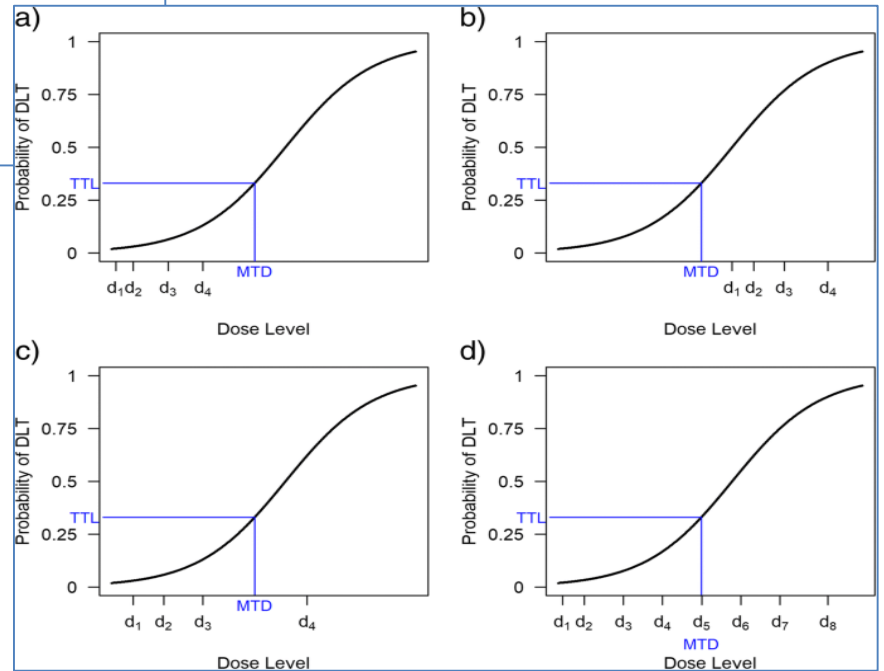 a)
Probability of DLT
1
0.75
0.5
0.25
0
TTL
MTD
d₁ d₂ d₃ d₄
Dose Level
b)
Probability of DLT
1
0.75
0.5
0.25
0
TTL
MTD
d₁ d₂ d₃ d₄
Dose Level
c)
Probability of DLT
1
0.75
0.5
0.25
0
TTL
MTD
d₁ d₂ d₃ d₄
Dose Level
d)
Probability of DLT
1
0.75
0.5
0.25
0
TTL
d₁ d₂ d₃ d₄ d₅ d₆ d₇ d₈
MTD
Dose Level